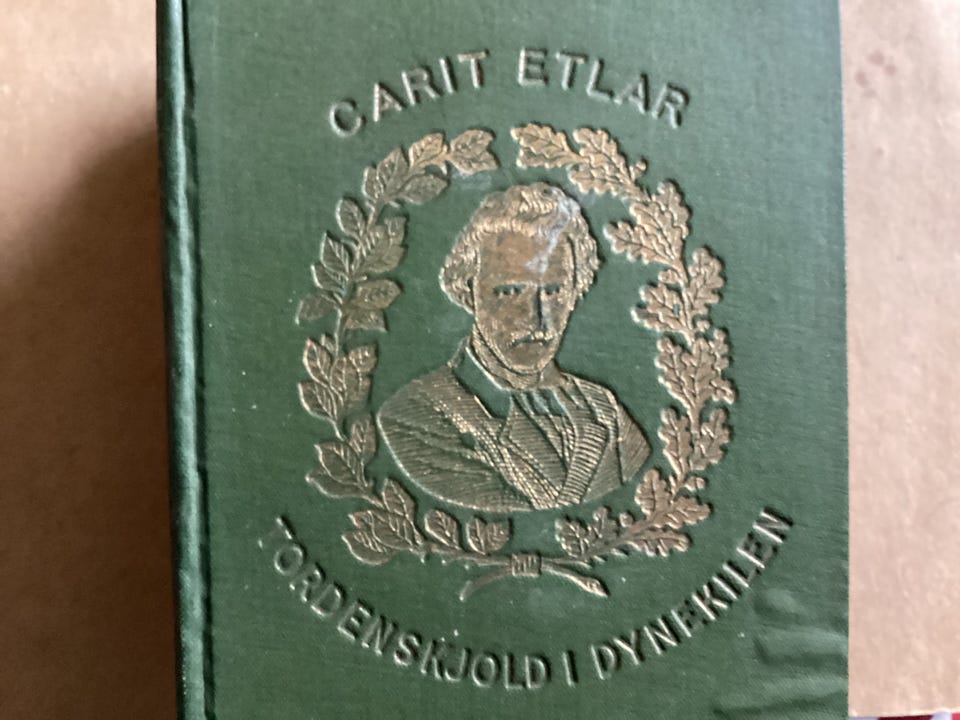 CARIT ETLAR
TORDENSKJOLD I DYNEKILEN